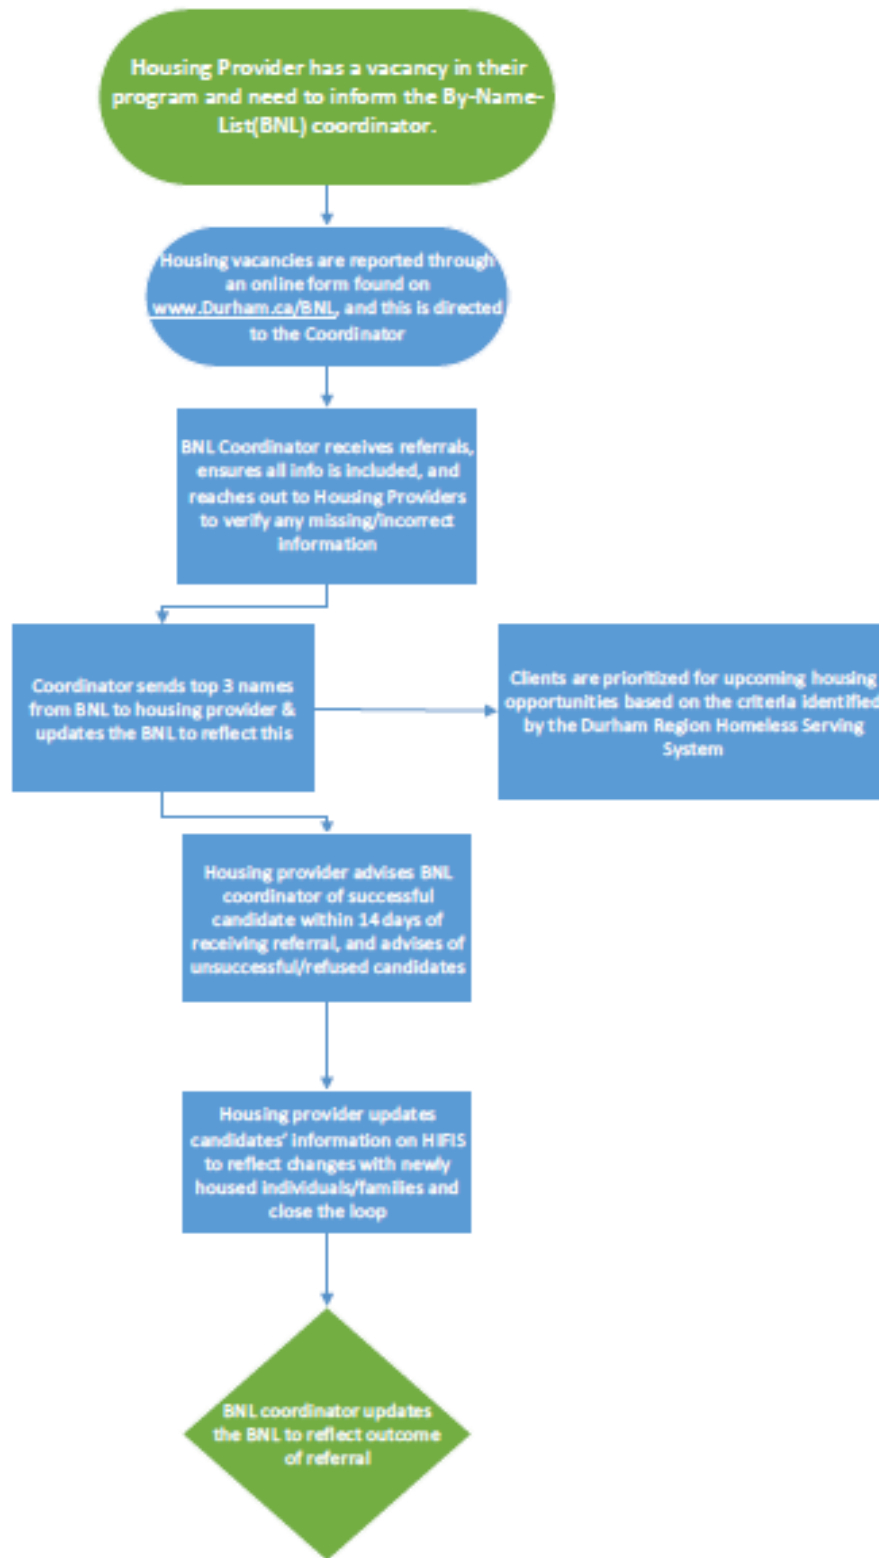 Housing Provider has a vacancy in their
program and need to inform the By-Name-
List(BNL) coordinator.
Housing vacancies are reported through
an online form found on
www.Durham.ca/BNL, and this is directed
to the Coordinator
BNL Coordinator receives referrals,
ensures all info is included, and
reaches out to Housing Providers
to verify any missing/incorrect
information
Coordinator sends top 3 names
from BNL to housing provider &
updates the BNL to reflect this
Clients are prioritized for upcoming housing
opportunities based on the criteria identified
by the Durham Region Homeless Serving
System
Housing provider advises BNL
coordinator of successful
candidate within 14 days of
receiving referral, and advises of
unsuccessful/refused candidates
Housing provider updates
candidates' information on HIFIS
to reflect changes with newly
housed individuals/families and
close the loop
BNL coordinator updates
the BNL to reflect outcome
of referral